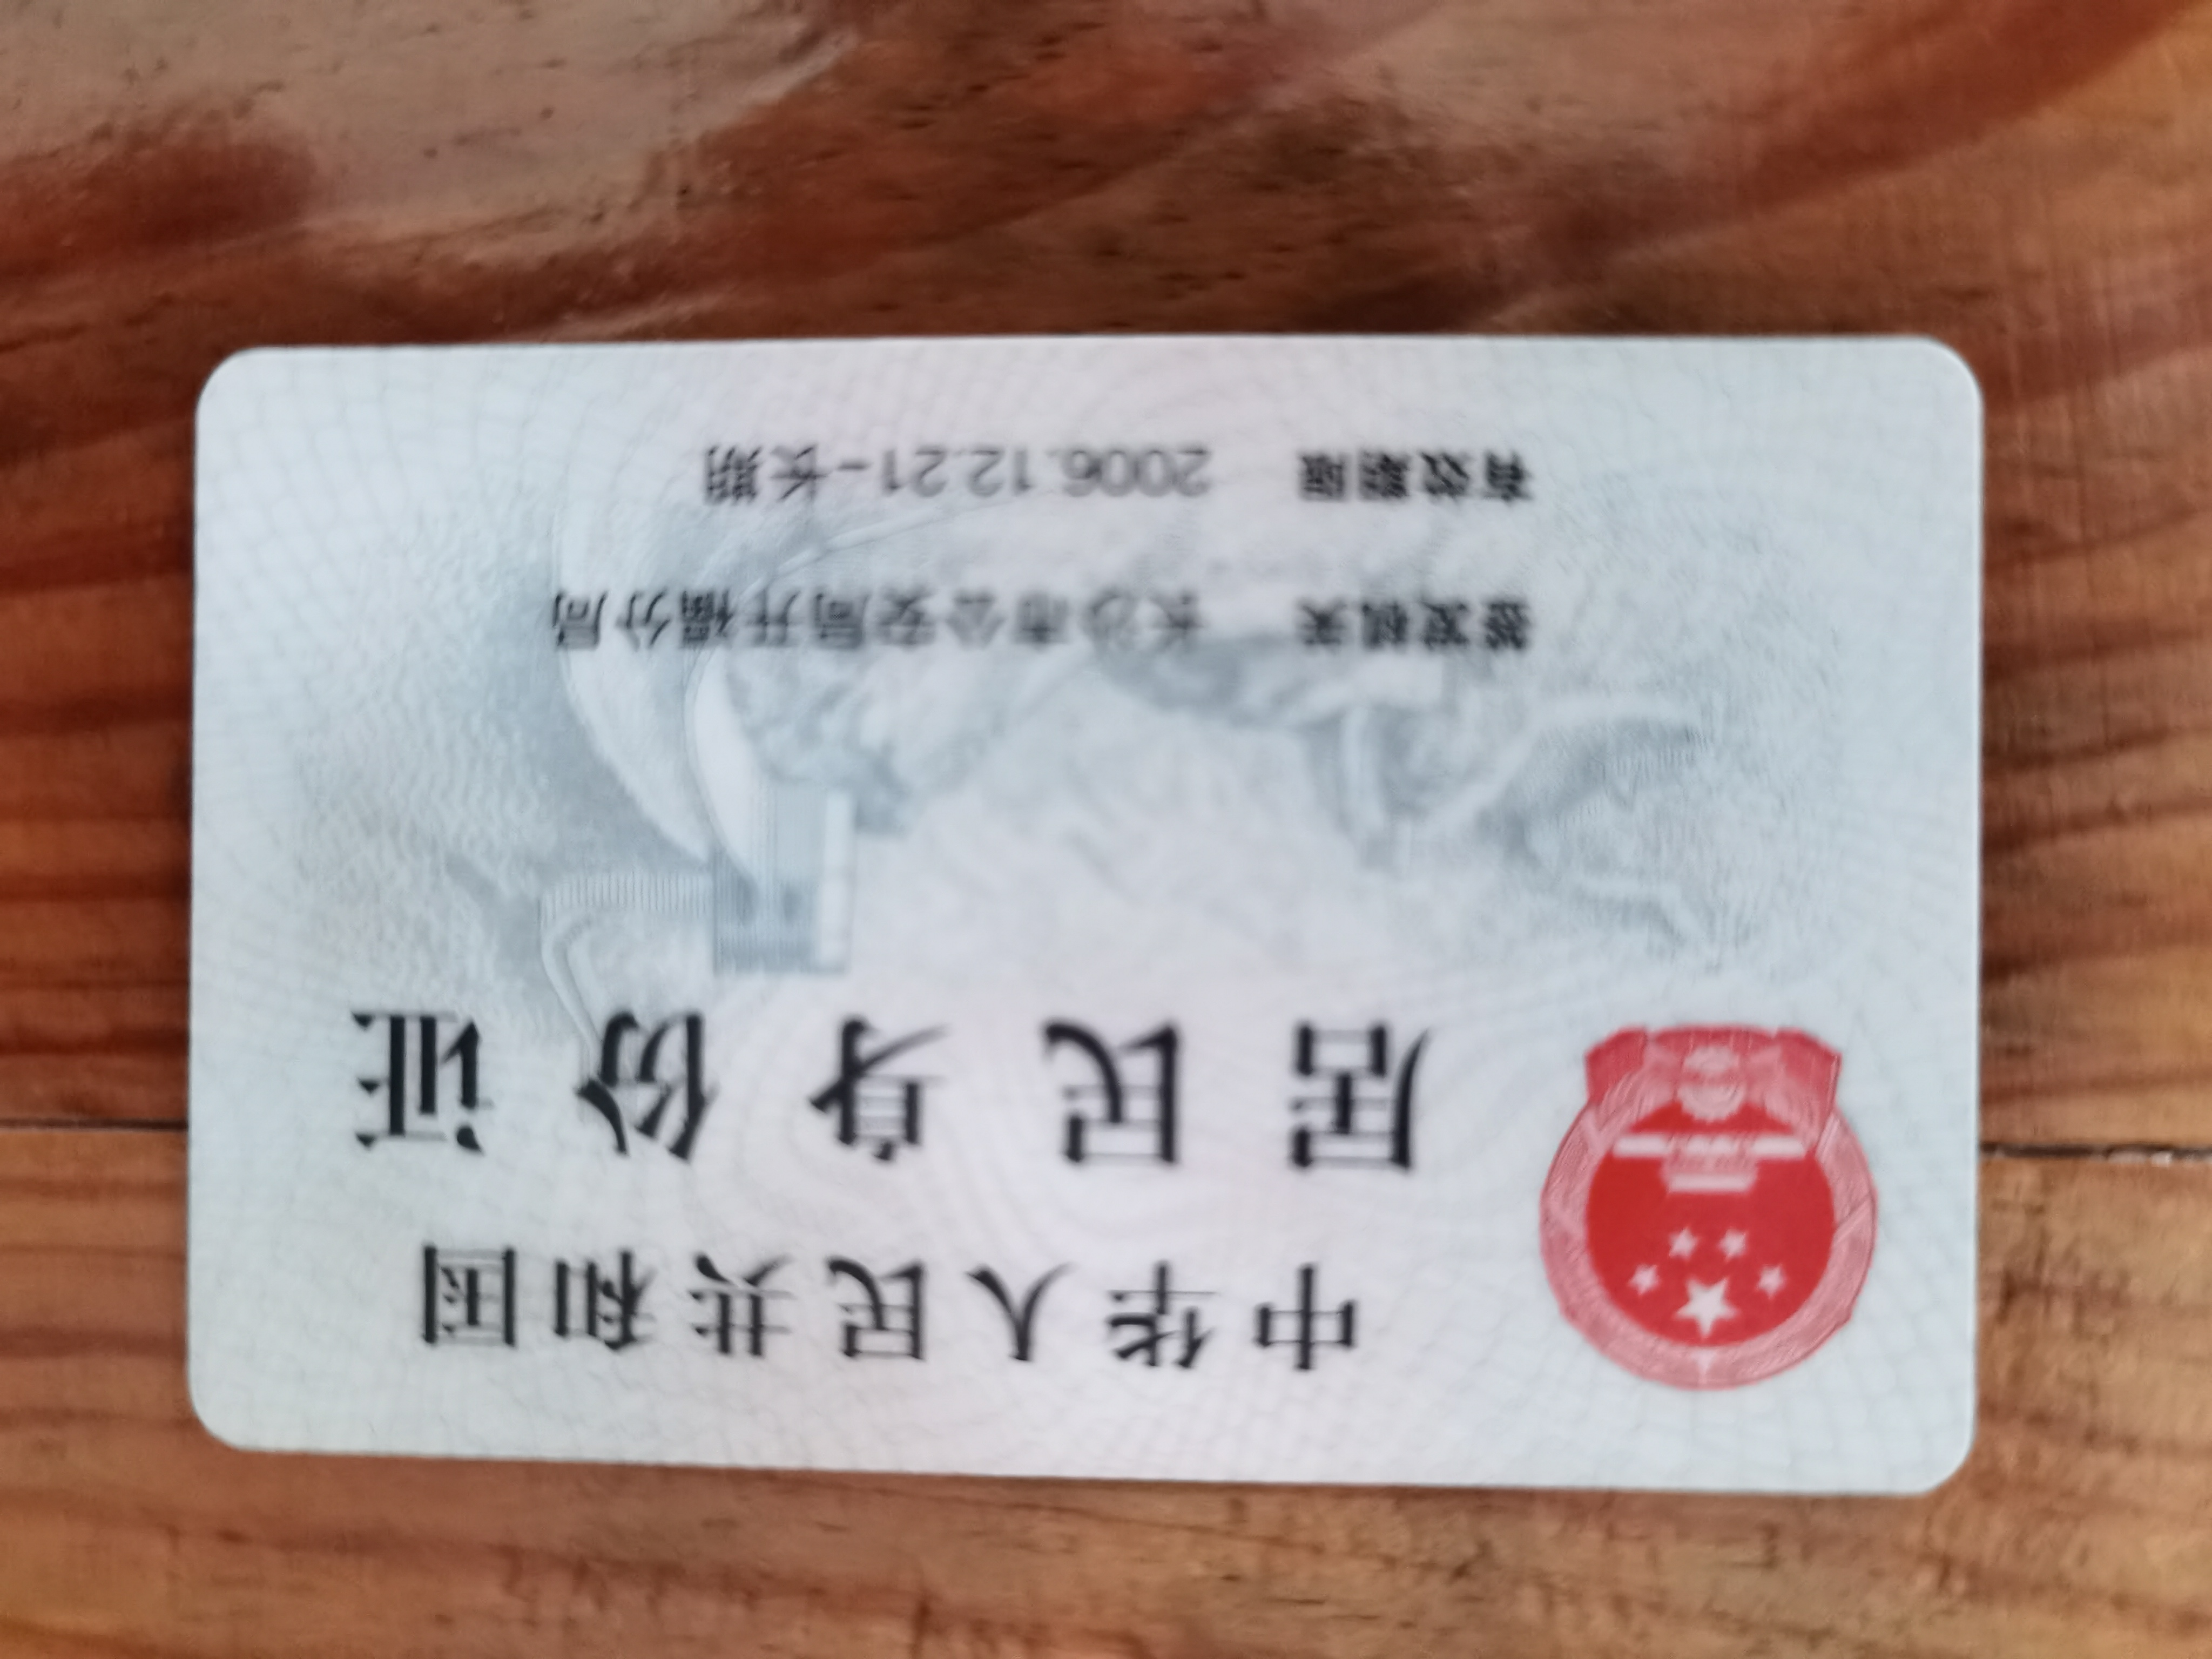 中华人民共和国
居民身份证
签发机关 长沙市公安局开福分局
有效期限 2006.12.21-长期